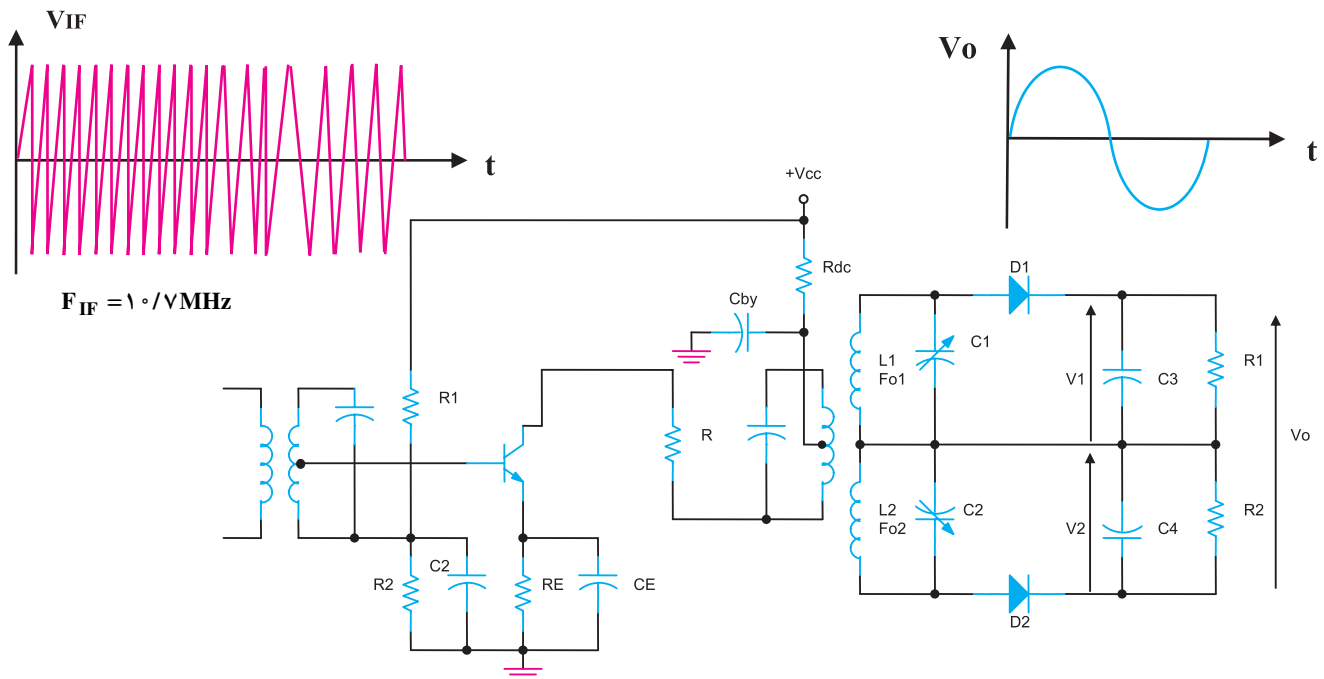 VIF
t
FIF = ۱۰/۷MHz
Vo
t
+Vcc
Rdc
Cby
R1
R
R2
C2
RE
CE
D1
C1
L1
Fo1
V1
C3
R1
Vo
L2
Fo2
C2
V2
C4
R2
D2